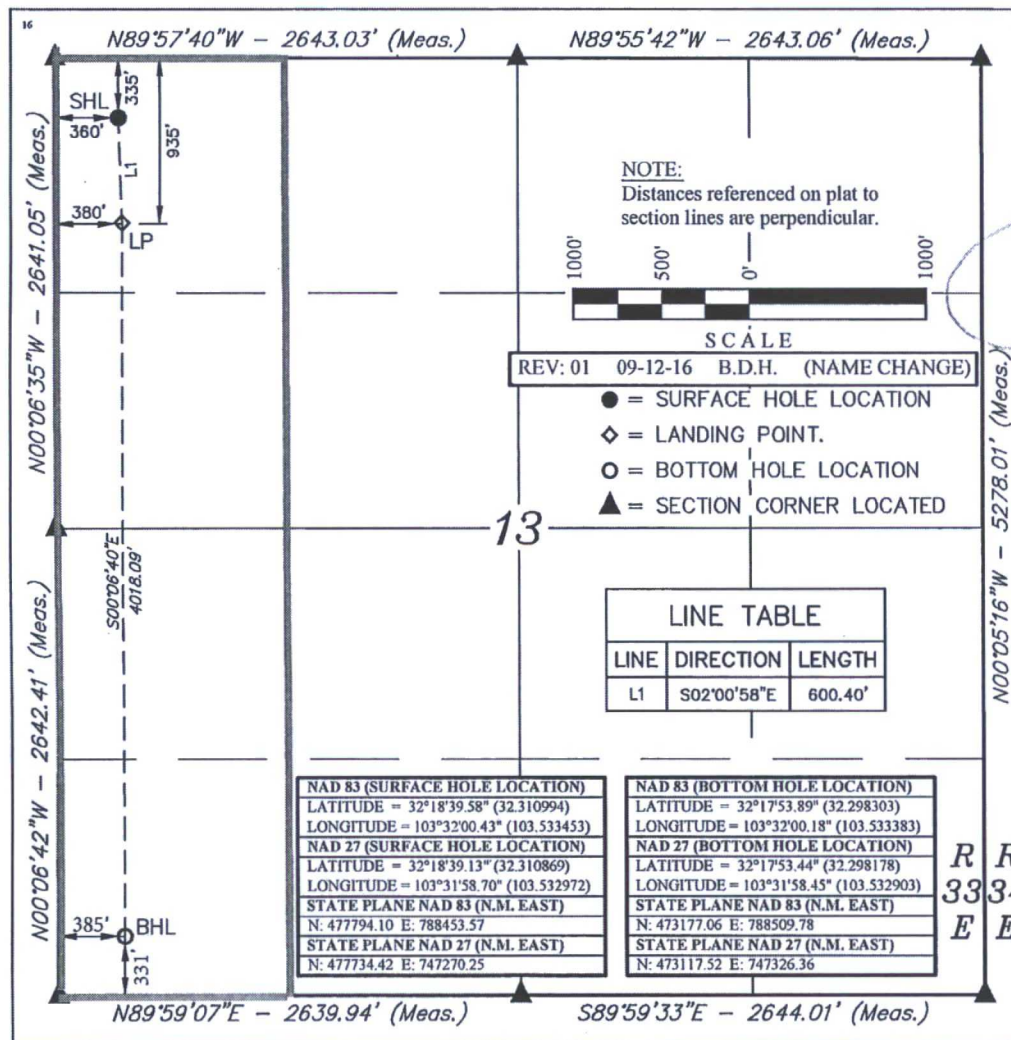 16
N89°57'40"W – 2643.03' (Meas.)
N89°55'42"W – 2643.06' (Meas.)
335'
SHL
360'
935'
L1
380'
LP
N00°06'35"W – 2641.05' (Meas.)
NOTE:
Distances referenced on plat to
section lines are perpendicular.
1000'
500'
0'
1000'
SCALE
REV: 01 09-12-16 B.D.H. (NAME CHANGE)
● = SURFACE HOLE LOCATION
◇ = LANDING POINT.
○ = BOTTOM HOLE LOCATION
▲ = SECTION CORNER LOCATED
13
S00°06'40"E
4018.09'
N00°05'16"W – 5278.01' (Meas.)
LINE TABLE
LINE DIRECTION LENGTH
L1 S02°00'58"E 600.40'
N00°06'42"W – 2642.41' (Meas.)
NAD 83 (SURFACE HOLE LOCATION)
LATITUDE = 32°18'39.58" (32.310994)
LONGITUDE = 103°32'00.43" (103.533453)
NAD 27 (SURFACE HOLE LOCATION)
LATITUDE = 32°18'39.13" (32.310869)
LONGITUDE = 103°31'58.70" (103.532972)
STATE PLANE NAD 83 (N.M. EAST)
N: 477794.10 E: 788453.57
STATE PLANE NAD 27 (N.M. EAST)
N: 477734.42 E: 747270.25
NAD 83 (BOTTOM HOLE LOCATION)
LATITUDE = 32°17'53.89" (32.298303)
LONGITUDE = 103°32'00.18" (103.533383)
NAD 27 (BOTTOM HOLE LOCATION)
LATITUDE = 32°17'53.44" (32.298178)
LONGITUDE = 103°31'58.45" (103.532903)
STATE PLANE NAD 83 (N.M. EAST)
N: 473177.06 E: 788509.78
STATE PLANE NAD 27 (N.M. EAST)
N: 473117.52 E: 747326.36
R R
33
E E
385'
BHL
331'
N89°59'07"E – 2639.94' (Meas.)
S89°59'33"E – 2644.01' (Meas.)